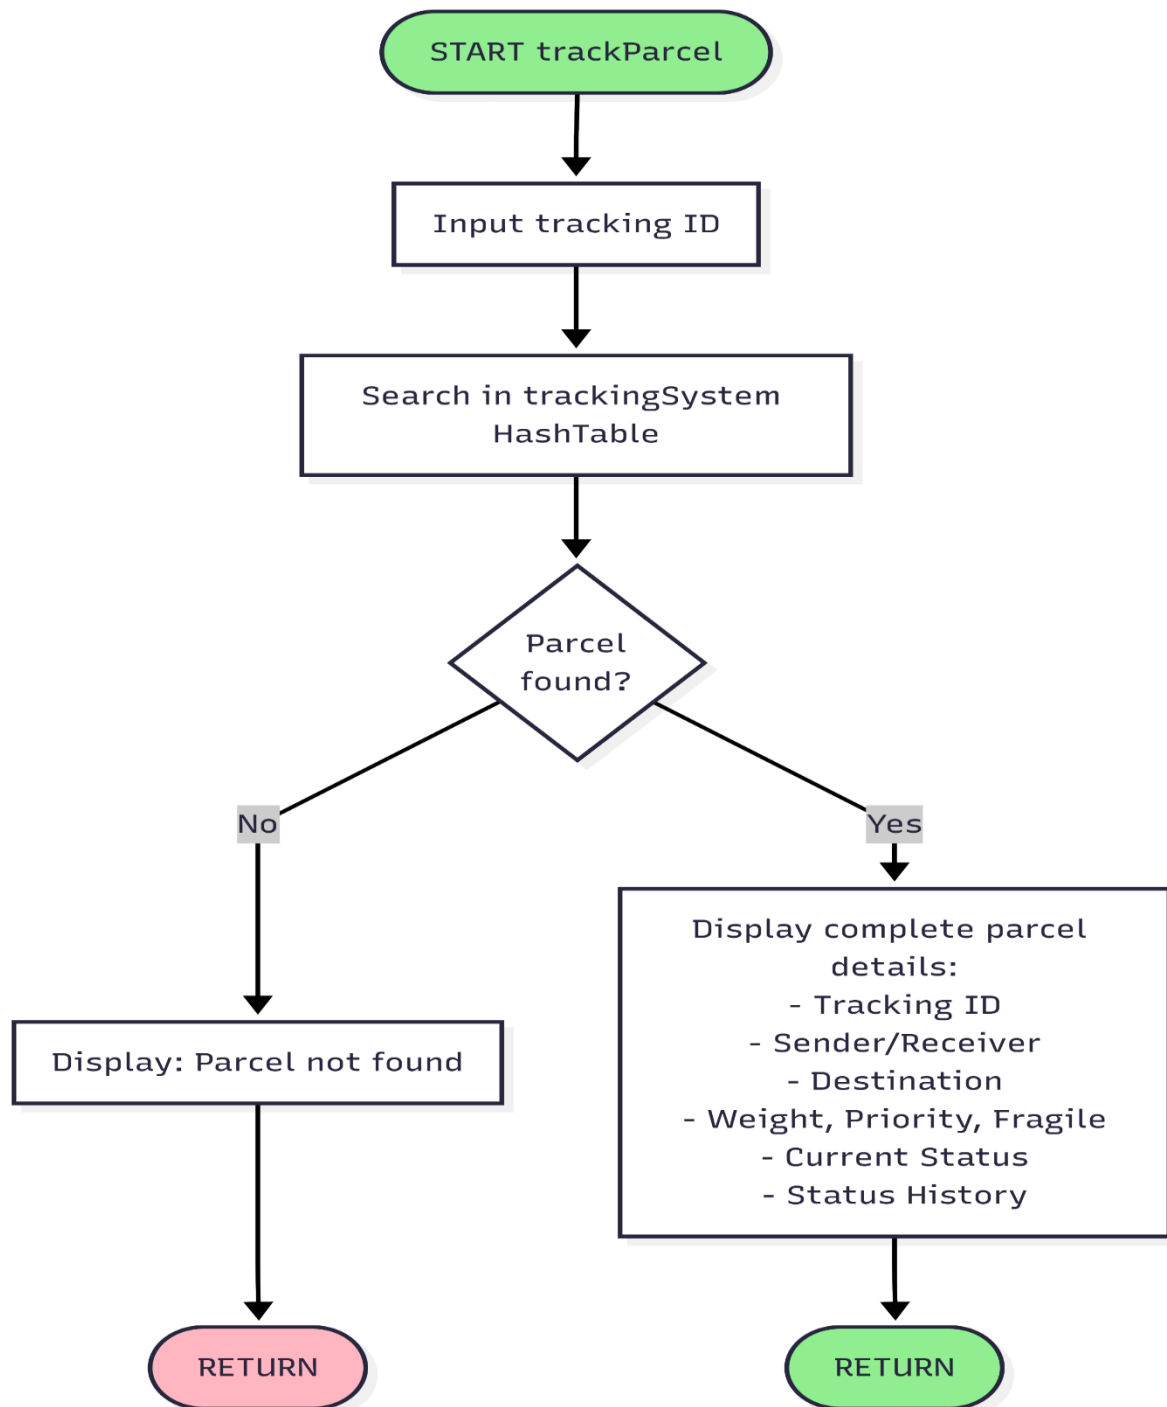 START trackParcel
Input tracking ID
Search in trackingSystem
HashTable
Parcel
found?
No
Yes
Display: Parcel not found
Display complete parcel
details:
- Tracking ID
- Sender/Receiver
- Destination
- Weight, Priority, Fragile
- Current Status
- Status History
RETURN
RETURN